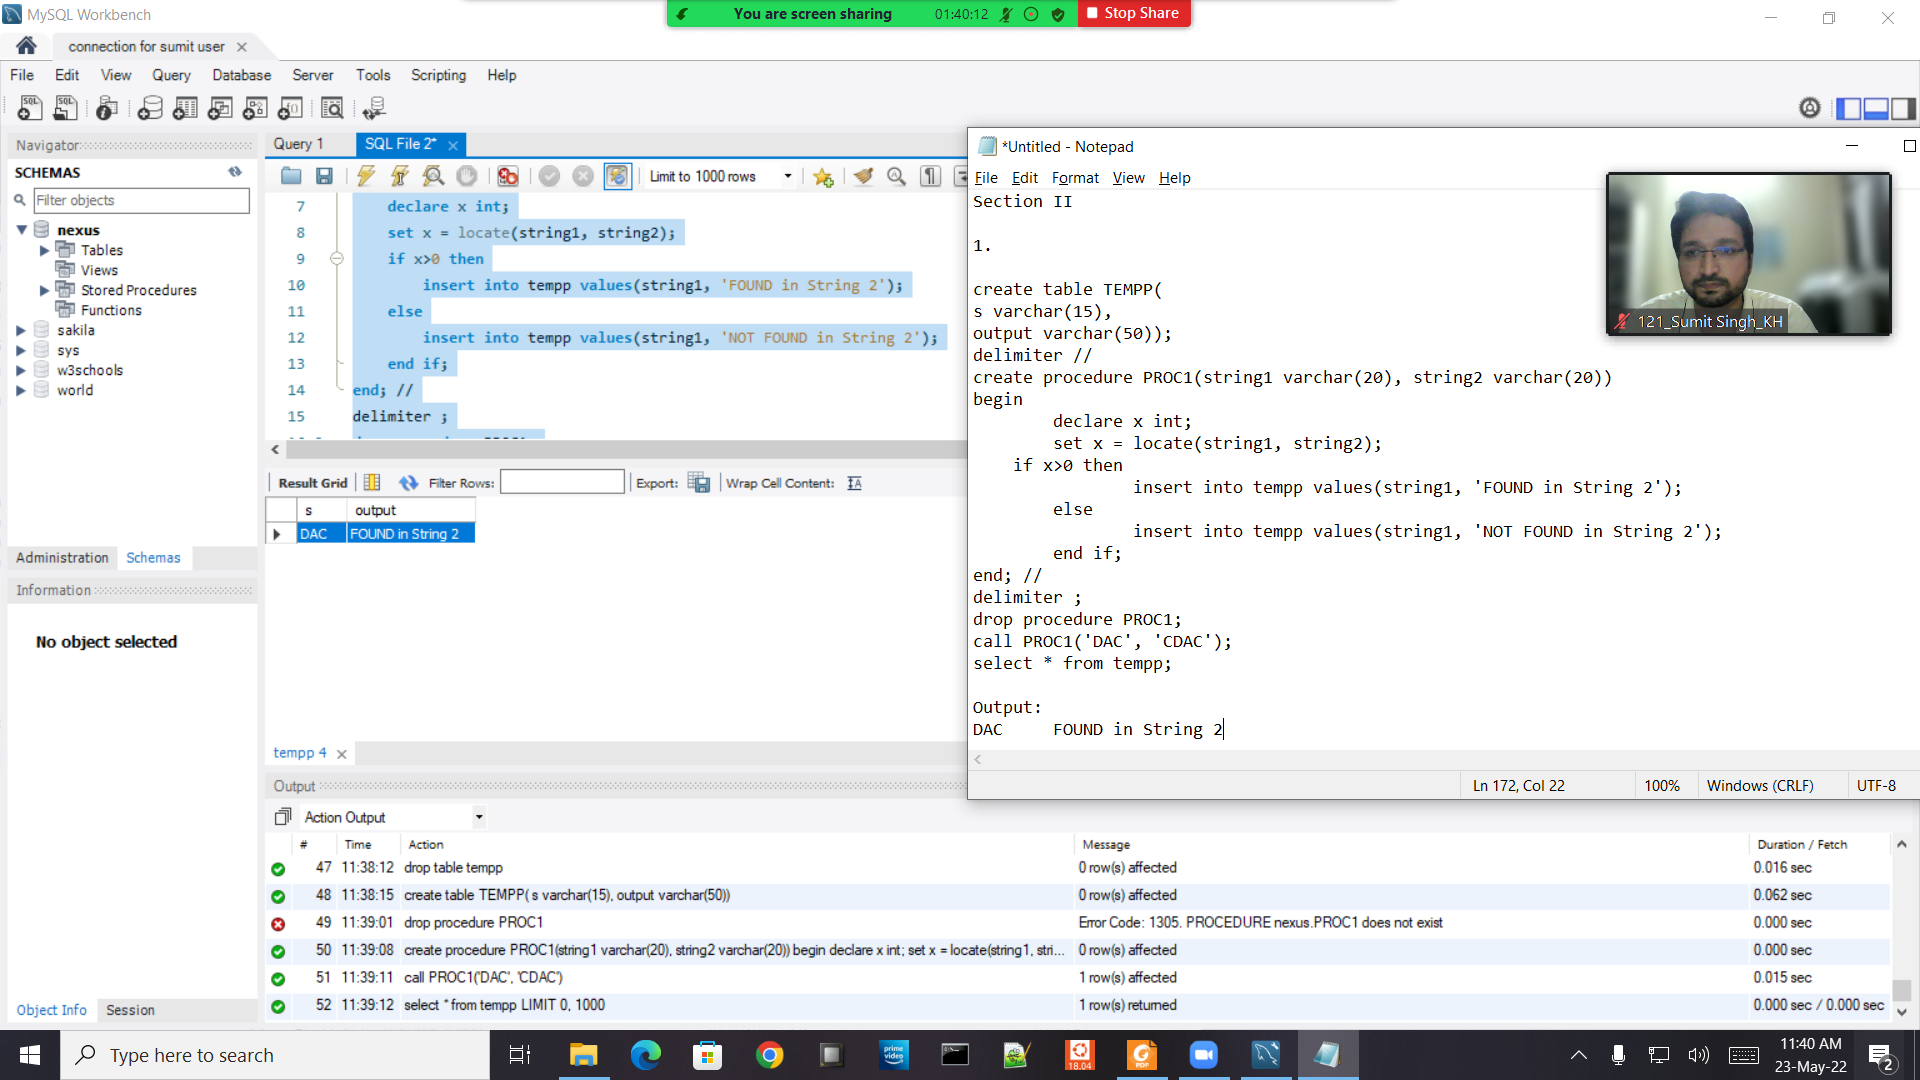 MySQL Workbench
You are screen sharing 01:40:12 Stop Share
connection for sumit user
File Edit View Query Database Server Tools Scripting Help
Navigator
SCHEMAS
Filter objects
nexus
Tables
Views
Stored Procedures
Functions
sakila
sys
w3schools
world
Administration Schemas
Information
No object selected
Object Info Session
Query 1 SQL File 2*
Limit to 1000 rows
7 declare x int;
8 set x = locate(string1, string2);
9 if x>0 then
10 insert into tempp values(string1, 'FOUND in String 2');
11 else
12 insert into tempp values(string1, 'NOT FOUND in String 2');
13 end if;
14 end; //
15 delimiter ;
Result Grid Filter Rows: Export: Wrap Cell Content:
s output
DAC FOUND in String 2
tempp 4
Output
Action Output
# Time Action Message Duration / Fetch
47 11:38:12 drop table tempp 0 row(s) affected 0.016 sec
48 11:38:15 create table TEMPP( s varchar(15), output varchar(50)) 0 row(s) affected 0.062 sec
49 11:39:01 drop procedure PROC1 Error Code: 1305. PROCEDURE nexus.PROC1 does not exist 0.000 sec
50 11:39:08 create procedure PROC1(string1 varchar(20), string2 varchar(20)) begin declare x int; set x = locate(string1, stri... 0 row(s) affected 0.000 sec
51 11:39:11 call PROC1('DAC', 'CDAC') 1 row(s) affected 0.015 sec
52 11:39:12 select * from tempp LIMIT 0, 1000 1 row(s) returned 0.000 sec / 0.000 sec
*Untitled - Notepad
File Edit Format View Help
Section II
1.
create table TEMPP(
s varchar(15),
output varchar(50));
delimiter //
create procedure PROC1(string1 varchar(20), string2 varchar(20))
begin
declare x int;
set x = locate(string1, string2);
if x>0 then
insert into tempp values(string1, 'FOUND in String 2');
else
insert into tempp values(string1, 'NOT FOUND in String 2');
end if;
end; //
delimiter ;
drop procedure PROC1;
call PROC1('DAC', 'CDAC');
select * from tempp;
Output:
DAC FOUND in String 2
Ln 172, Col 22 100% Windows (CRLF) UTF-8
121_Sumit Singh_KH
Type here to search
prime video
18.04
PDF
11:40 AM
23-May-22
2